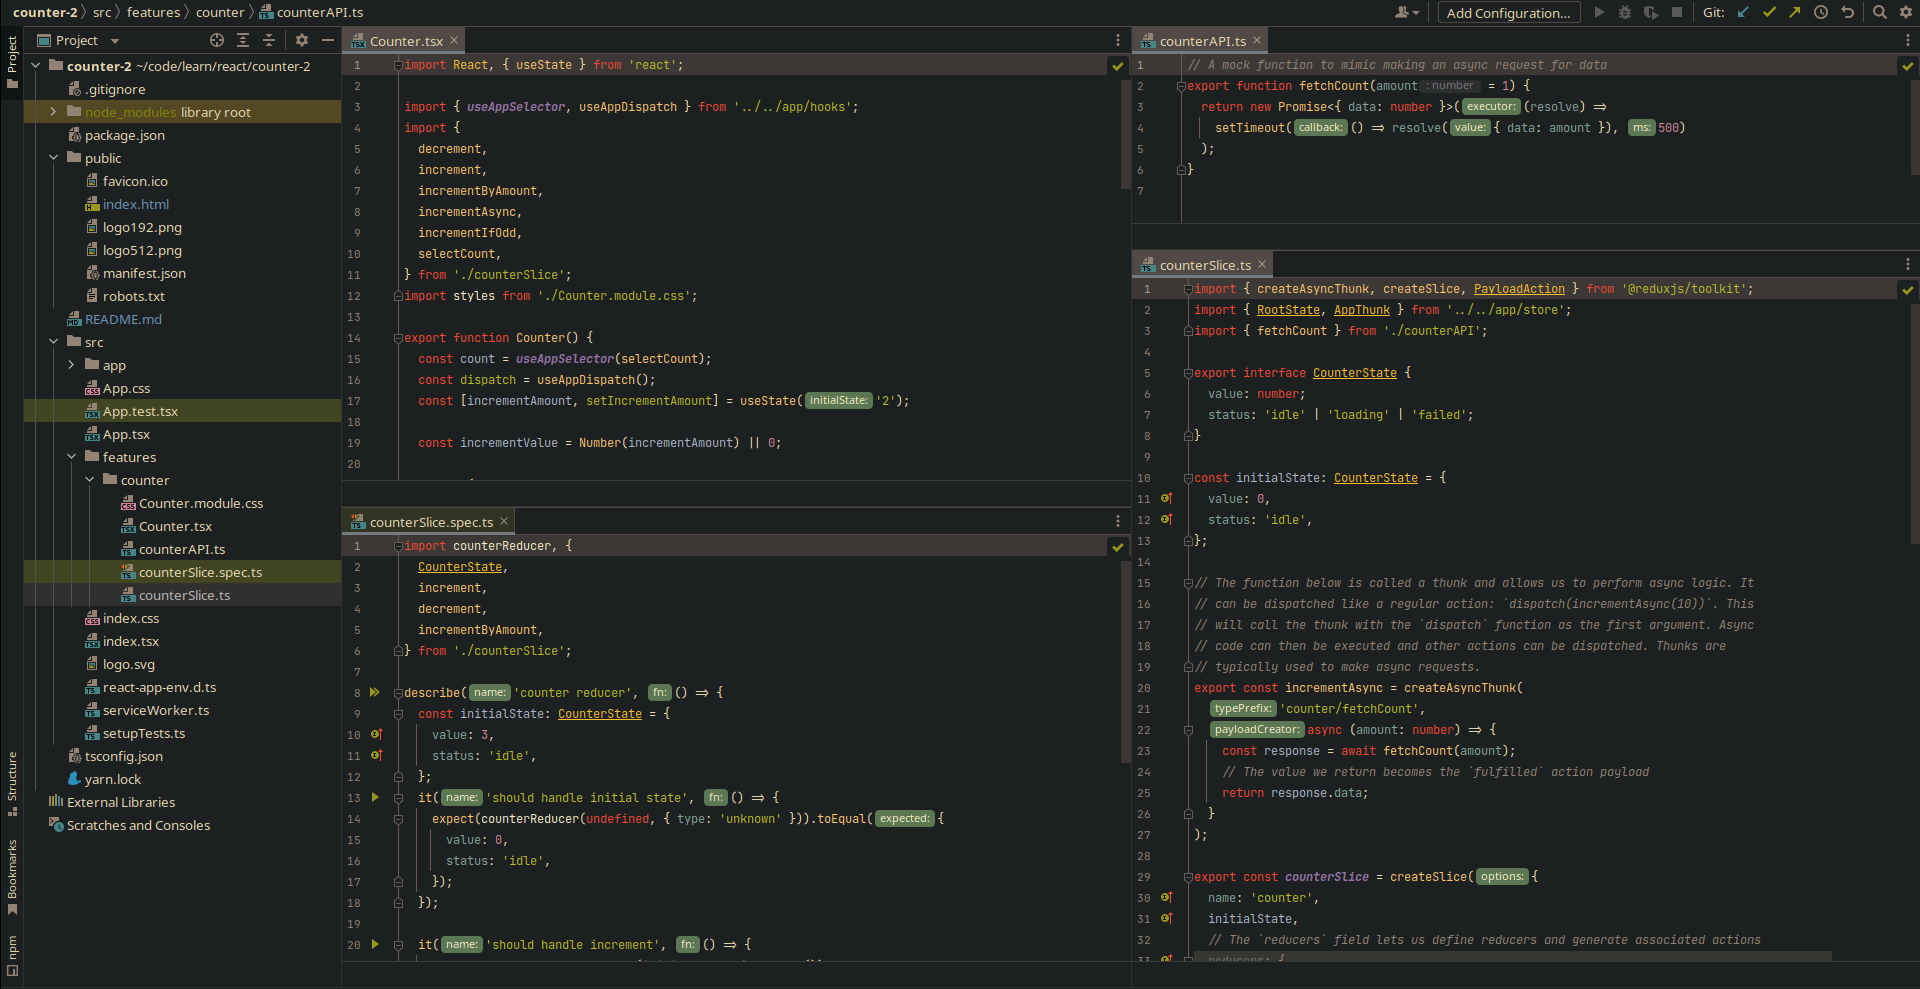 counter-2 src features counter counterAPI.ts
Add Configuration...
Git:
Project
Structure
Bookmarks
npm
Project
counter-2 ~/code/learn/react/counter-2
.gitignore
node_modules library root
package.json
public
favicon.ico
index.html
logo192.png
logo512.png
manifest.json
robots.txt
README.md
src
app
App.css
App.test.tsx
App.tsx
features
counter
Counter.module.css
Counter.tsx
counterAPI.ts
counterSlice.spec.ts
counterSlice.ts
index.css
index.tsx
logo.svg
react-app-env.d.ts
serviceWorker.ts
setupTests.ts
tsconfig.json
yarn.lock
External Libraries
Scratches and Consoles
Counter.tsx
1 import React, { useState } from 'react';
2
3 import { useAppSelector, useAppDispatch } from '../../app/hooks';
4 import {
5 decrement,
6 increment,
7 incrementByAmount,
8 incrementAsync,
9 incrementIfOdd,
10 selectCount,
11 } from './counterSlice';
12 import styles from './Counter.module.css';
13
14 export function Counter() {
15 const count = useAppSelector(selectCount);
16 const dispatch = useAppDispatch();
17 const [incrementAmount, setIncrementAmount] = useState( initialState: '2');
18
19 const incrementValue = Number(incrementAmount) || 0;
20
counterSlice.spec.ts
1 import counterReducer, {
2 CounterState,
3 increment,
4 decrement,
5 incrementByAmount,
6 } from './counterSlice';
7
8 describe( name: 'counter reducer', fn: () => {
9 const initialState: CounterState = {
10 value: 3,
11 status: 'idle',
12 };
13 it( name: 'should handle initial state', fn: () => {
14 expect(counterReducer(undefined, { type: 'unknown' })).toEqual( expected: {
15 value: 0,
16 status: 'idle',
17 });
18 });
19
20 it( name: 'should handle increment', fn: () => {
counterAPI.ts
1 // A mock function to mimic making an async request for data
2 export function fetchCount(amount : number = 1) {
3 return new Promise<{ data: number }>( executor: (resolve) =>
4 setTimeout( callback: () => resolve( value: { data: amount }), ms: 500)
5 );
6 }
7
counterSlice.ts
1 import { createAsyncThunk, createSlice, PayloadAction } from '@reduxjs/toolkit';
2 import { RootState, AppThunk } from '../../app/store';
3 import { fetchCount } from './counterAPI';
4
5 export interface CounterState {
6 value: number;
7 status: 'idle' | 'loading' | 'failed';
8 }
9
10 const initialState: CounterState = {
11 value: 0,
12 status: 'idle',
13 };
14
15 // The function below is called a thunk and allows us to perform async logic. It
16 // can be dispatched like a regular action: `dispatch(incrementAsync(10))`. This
17 // will call the thunk with the `dispatch` function as the first argument. Async
18 // code can then be executed and other actions can be dispatched. Thunks are
19 // typically used to make async requests.
20 export const incrementAsync = createAsyncThunk(
21 typePrefix: 'counter/fetchCount',
22 payloadCreator: async (amount: number) => {
23 const response = await fetchCount(amount);
24 // The value we return becomes the `fulfilled` action payload
25 return response.data;
26 }
27 );
28
29 export const counterSlice = createSlice( options: {
30 name: 'counter',
31 initialState,
32 // The `reducers` field lets us define reducers and generate associated actions
33 reducers: {